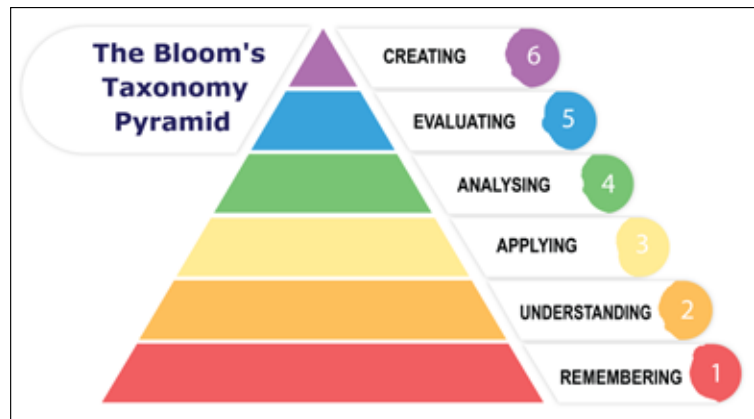 The Bloom's
Taxonomy
Pyramid
CREATING 6
EVALUATING 5
ANALYSING 4
APPLYING 3
UNDERSTANDING 2
REMEMBERING 1